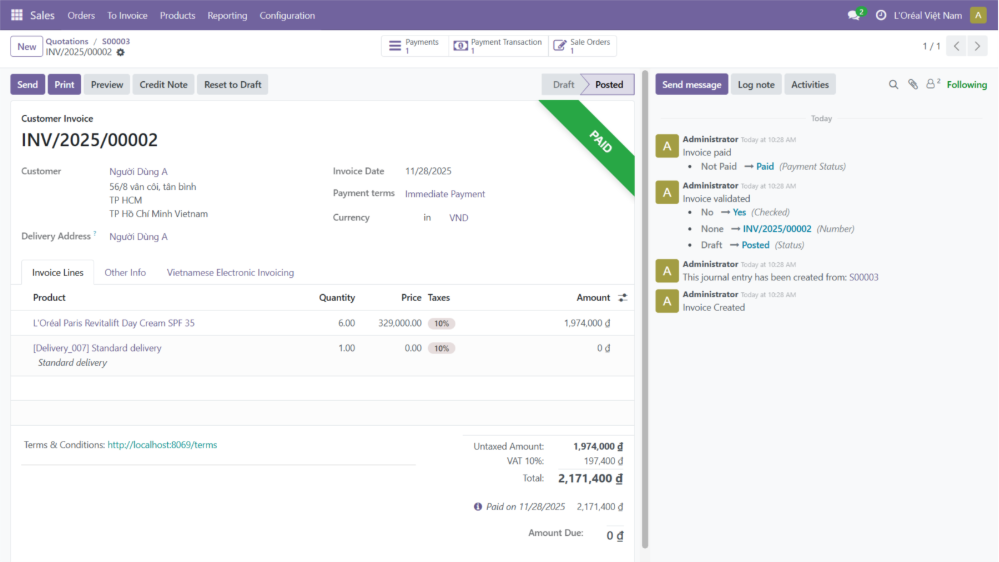 Sales Orders To Invoice Products Reporting Configuration 2 L'Oréal Việt Nam A
New Quotations / S00003
INV/2025/00002
Payments
1
Payment Transaction
1
Sale Orders
1
1 / 1
Send Print Preview Credit Note Reset to Draft Draft Posted
Send message Log note Activities 2 Following
Customer Invoice
INV/2025/00002
PAID
Customer Người Dùng A
56/8 vân côi, tân bình
TP HCM
TP Hồ Chí Minh Vietnam
Delivery Address ? Người Dùng A
Invoice Date 11/28/2025
Payment terms Immediate Payment
Currency in VND
Invoice Lines Other Info Vietnamese Electronic Invoicing
Product Quantity Price Taxes Amount
L'Oréal Paris Revitalift Day Cream SPF 35 6.00 329,000.00 10% 1,974,000 ₫
[Delivery_007] Standard delivery 1.00 0.00 10% 0 ₫
Standard delivery
Terms & Conditions: http://localhost:8069/terms
Untaxed Amount: 1,974,000 ₫
VAT 10%: 197,400 ₫
Total: 2,171,400 ₫
Paid on 11/28/2025 2,171,400 ₫
Amount Due: 0 ₫
Today
A Administrator Today at 10:28 AM
Invoice paid
• Not Paid → Paid (Payment Status)
A Administrator Today at 10:28 AM
Invoice validated
• No → Yes (Checked)
• None → INV/2025/00002 (Number)
• Draft → Posted (Status)
A Administrator Today at 10:28 AM
This journal entry has been created from: S00003
A Administrator Today at 10:28 AM
Invoice Created